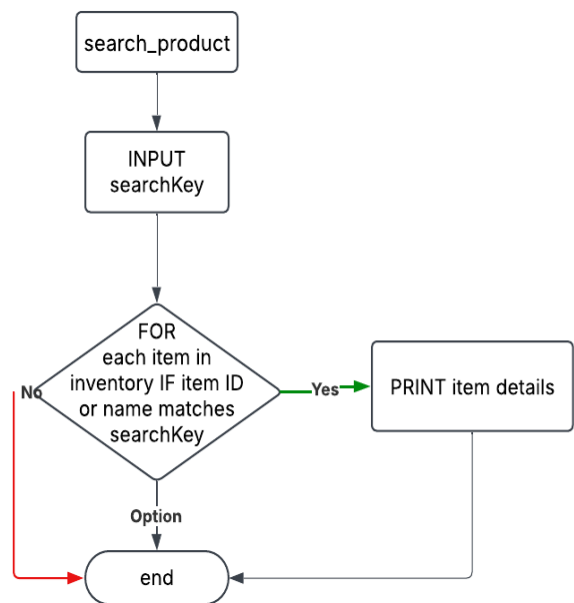 search_product
INPUT
searchKey
FOR
each item in
inventory IF item ID
or name matches
searchKey
No
Yes
PRINT item details
Option
end